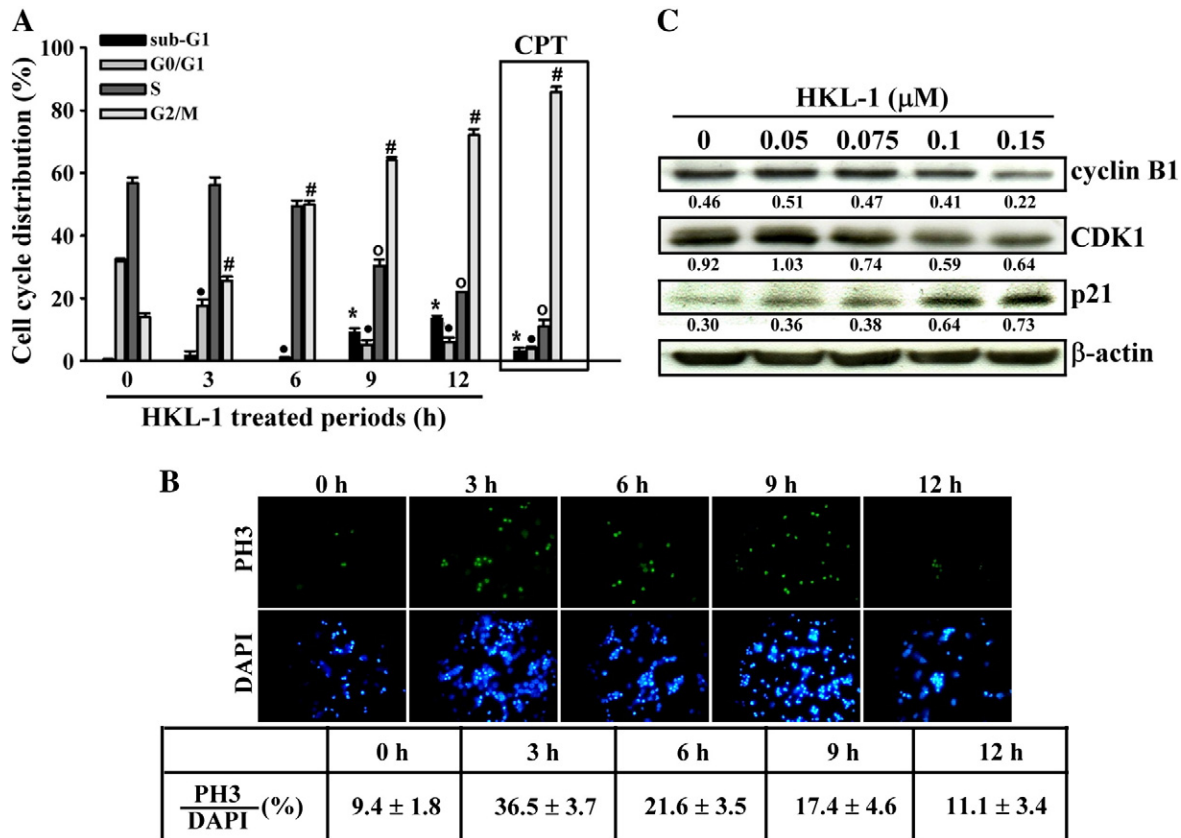 A
Cell cycle distribution (%)
100
80
60
40
20
0
sub-G1
G0/G1
S
G2/M
CPT
# # # # #
• • • • •
* * *
o o o
0 3 6 9 12
HKL-1 treated periods (h)
C
HKL-1 (μM)
0 0.05 0.075 0.1 0.15
cyclin B1
0.46 0.51 0.47 0.41 0.22
CDK1
0.92 1.03 0.74 0.59 0.64
p21
0.30 0.36 0.38 0.64 0.73
β-actin
B
0 h 3 h 6 h 9 h 12 h
PH3
DAPI
0 h 3 h 6 h 9 h 12 h
PH3
DAPI (%) 9.4 ± 1.8 36.5 ± 3.7 21.6 ± 3.5 17.4 ± 4.6 11.1 ± 3.4